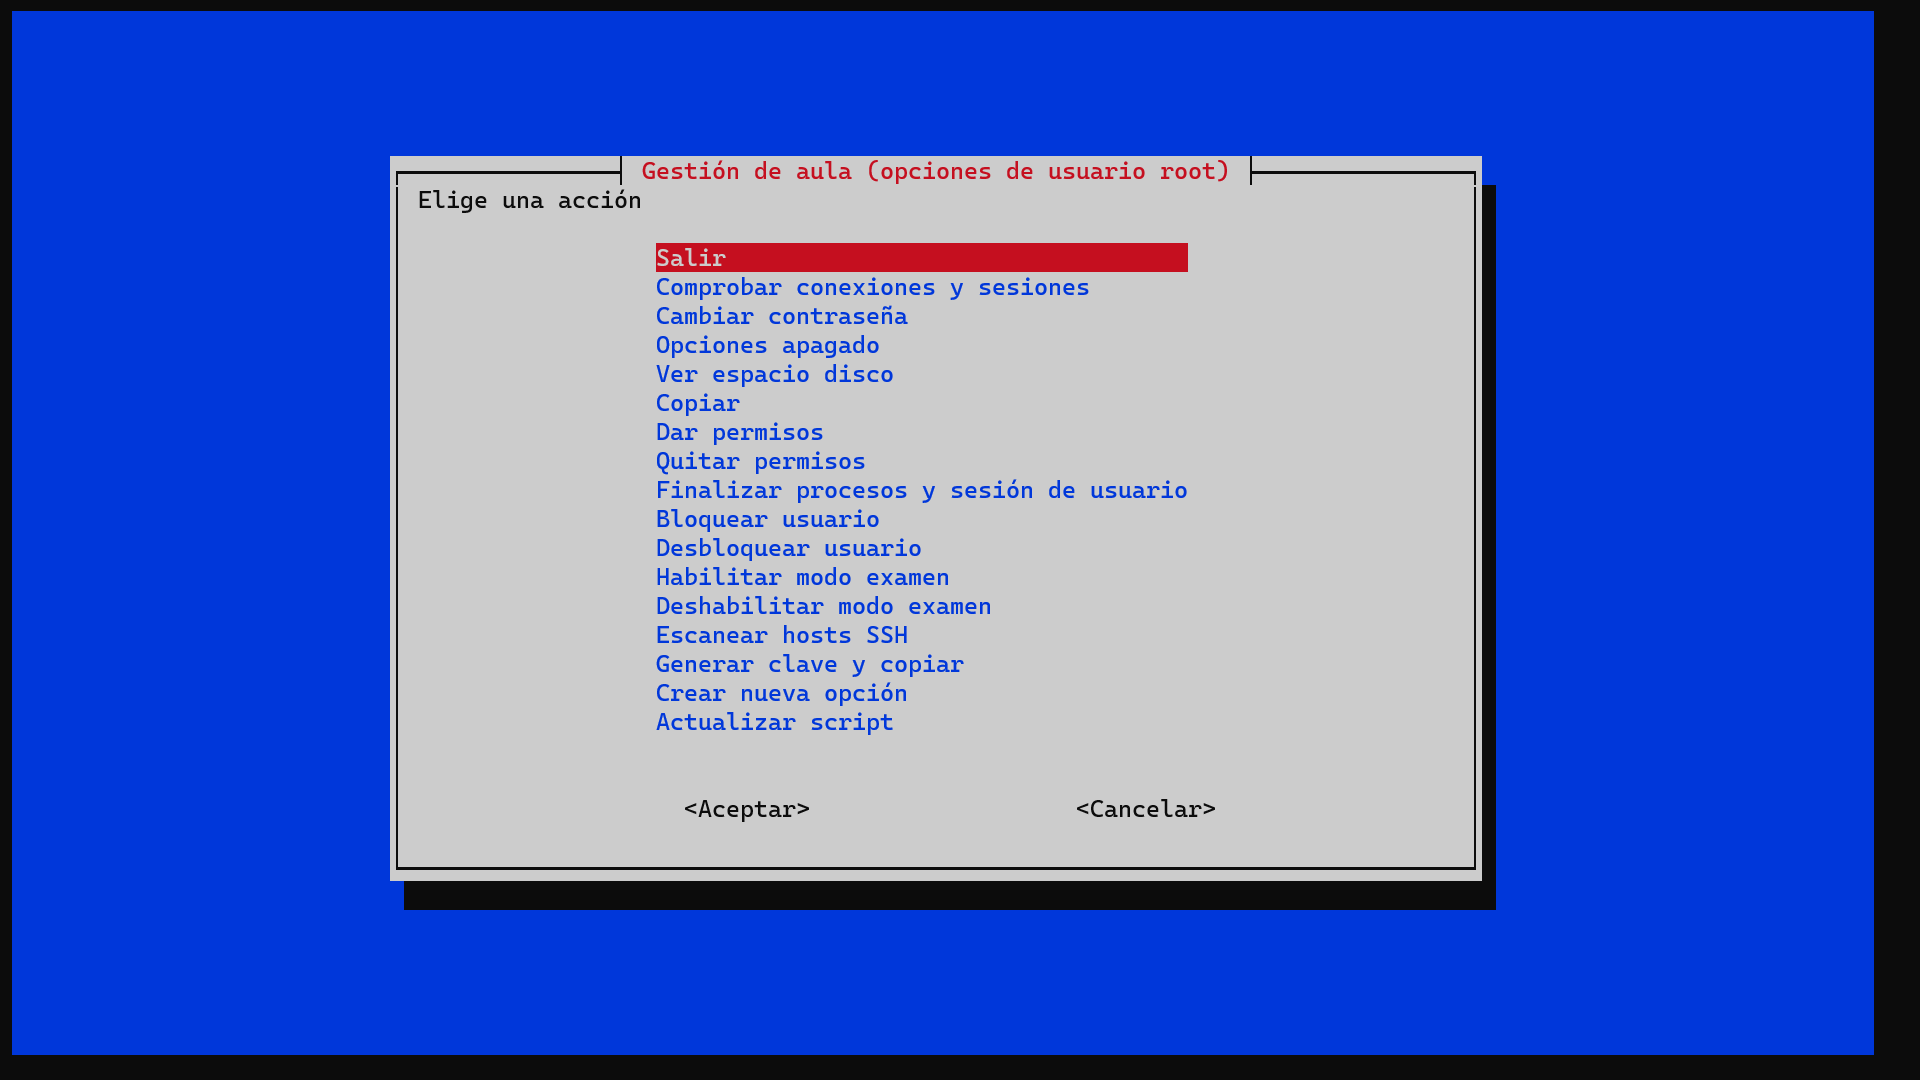 Gestión de aula (opciones de usuario root)
Elige una acción
Salir
Comprobar conexiones y sesiones
Cambiar contraseña
Opciones apagado
Ver espacio disco
Copiar
Dar permisos
Quitar permisos
Finalizar procesos y sesión de usuario
Bloquear usuario
Desbloquear usuario
Habilitar modo examen
Deshabilitar modo examen
Escanear hosts SSH
Generar clave y copiar
Crear nueva opción
Actualizar script
<Aceptar> <Cancelar>